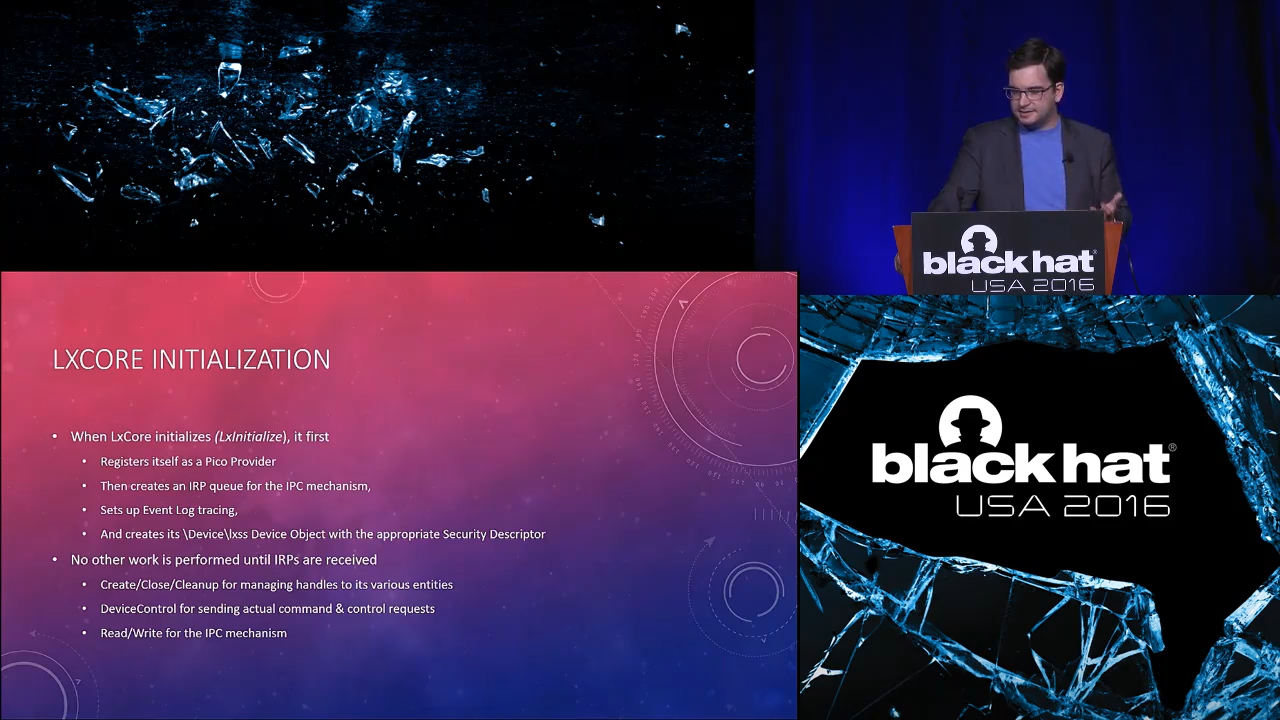 black hat®
USA 2016
LXCORE INITIALIZATION
• When LxCore initializes (LxInitialize), it first
• Registers itself as a Pico Provider
• Then creates an IRP queue for the IPC mechanism,
• Sets up Event Log tracing,
• And creates its \Device\lxss Device Object with the appropriate Security Descriptor
• No other work is performed until IRPs are received
• Create/Close/Cleanup for managing handles to its various entities
• DeviceControl for sending actual command & control requests
• Read/Write for the IPC mechanism
black hat®
USA 2016